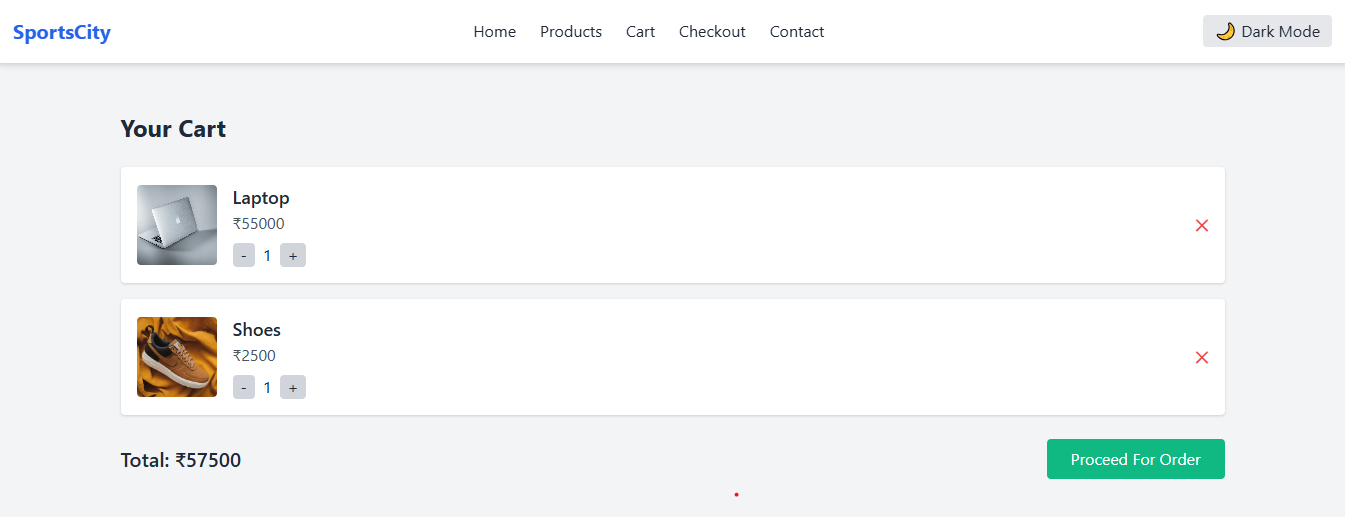 SportsCity
Home Products Cart Checkout Contact
🌙 Dark Mode
Your Cart
Laptop
₹55000
- 1 +
Shoes
₹2500
- 1 +
Total: ₹57500
Proceed For Order